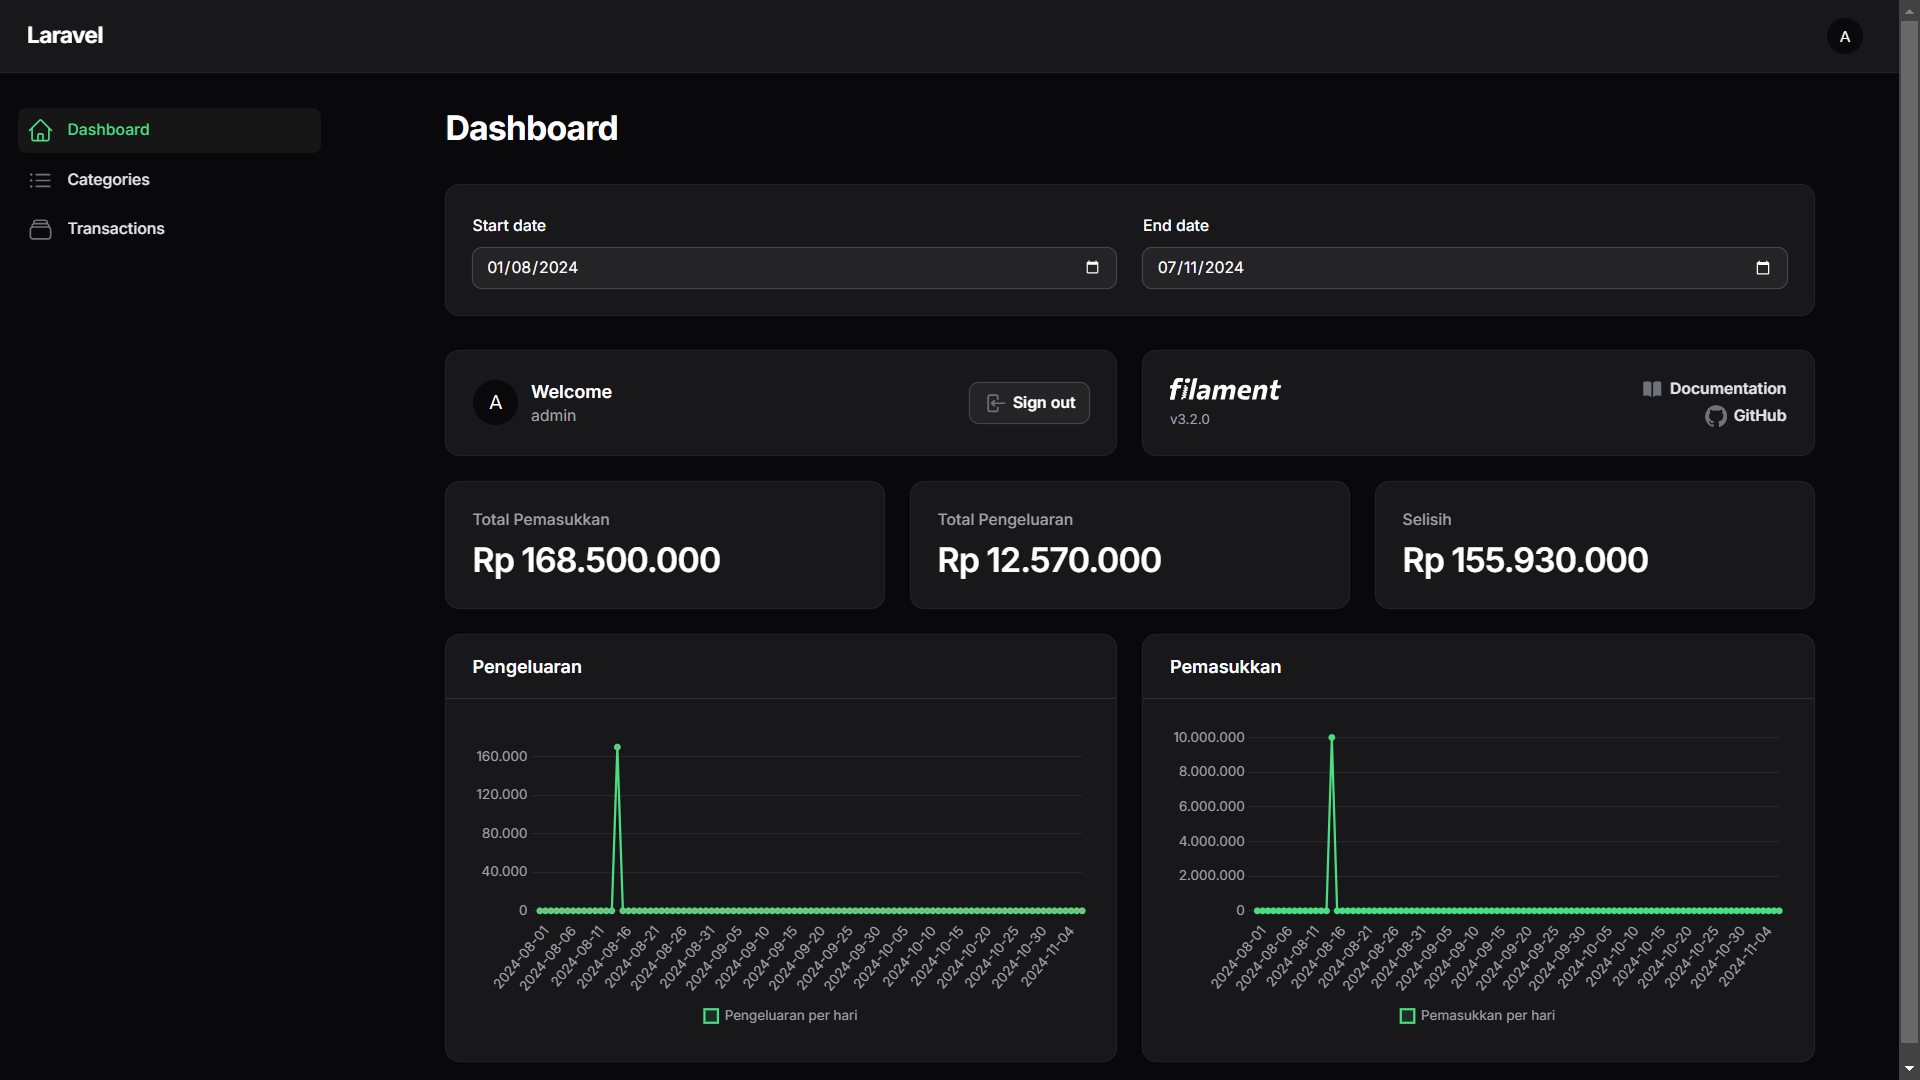 Laravel
A
Dashboard
Categories
Transactions
Dashboard
Start date
01/08/2024
End date
07/11/2024
A
Welcome
admin
Sign out
filament
v3.2.0
Documentation
GitHub
Total Pemasukkan
Rp 168.500.000
Total Pengeluaran
Rp 12.570.000
Selisih
Rp 155.930.000
Pengeluaran
160.000
120.000
80.000
40.000
0
2024-08-01
2024-08-06
2024-08-11
2024-08-16
2024-08-21
2024-08-26
2024-08-31
2024-09-05
2024-09-10
2024-09-15
2024-09-20
2024-09-25
2024-09-30
2024-10-05
2024-10-10
2024-10-15
2024-10-20
2024-10-25
2024-10-30
2024-11-04
Pengeluaran per hari
Pemasukkan
10.000.000
8.000.000
6.000.000
4.000.000
2.000.000
0
2024-08-01
2024-08-06
2024-08-11
2024-08-16
2024-08-21
2024-08-26
2024-08-31
2024-09-05
2024-09-10
2024-09-15
2024-09-20
2024-09-25
2024-09-30
2024-10-05
2024-10-10
2024-10-15
2024-10-20
2024-10-25
2024-10-30
2024-11-04
Pemasukkan per hari